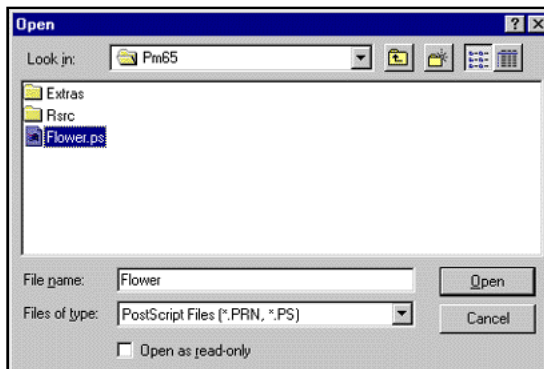 Open
Look in: Pm65
Extras
Rsrc
Flower.ps
File name: Flower Open
Files of type: PostScript Files (*.PRN, *.PS) Cancel
Open as read-only